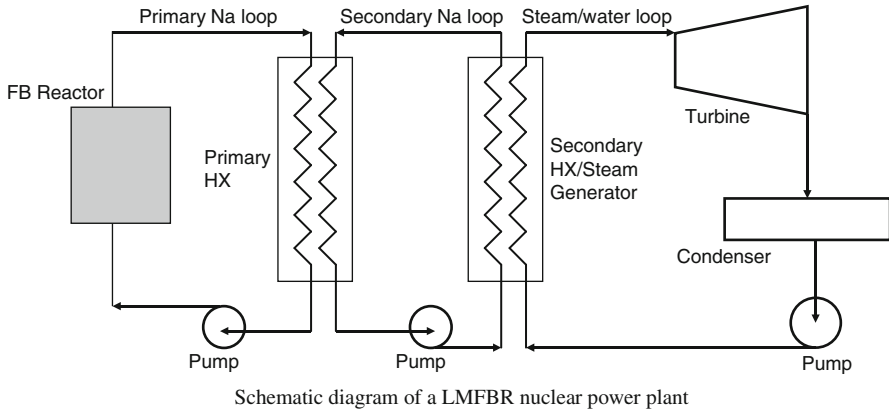 Primary Na loop
Secondary Na loop
Steam/water loop
FB Reactor
Turbine
Primary
HX
Secondary
HX/Steam
Generator
Condenser
Pump
Pump
Pump
Schematic diagram of a LMFBR nuclear power plant